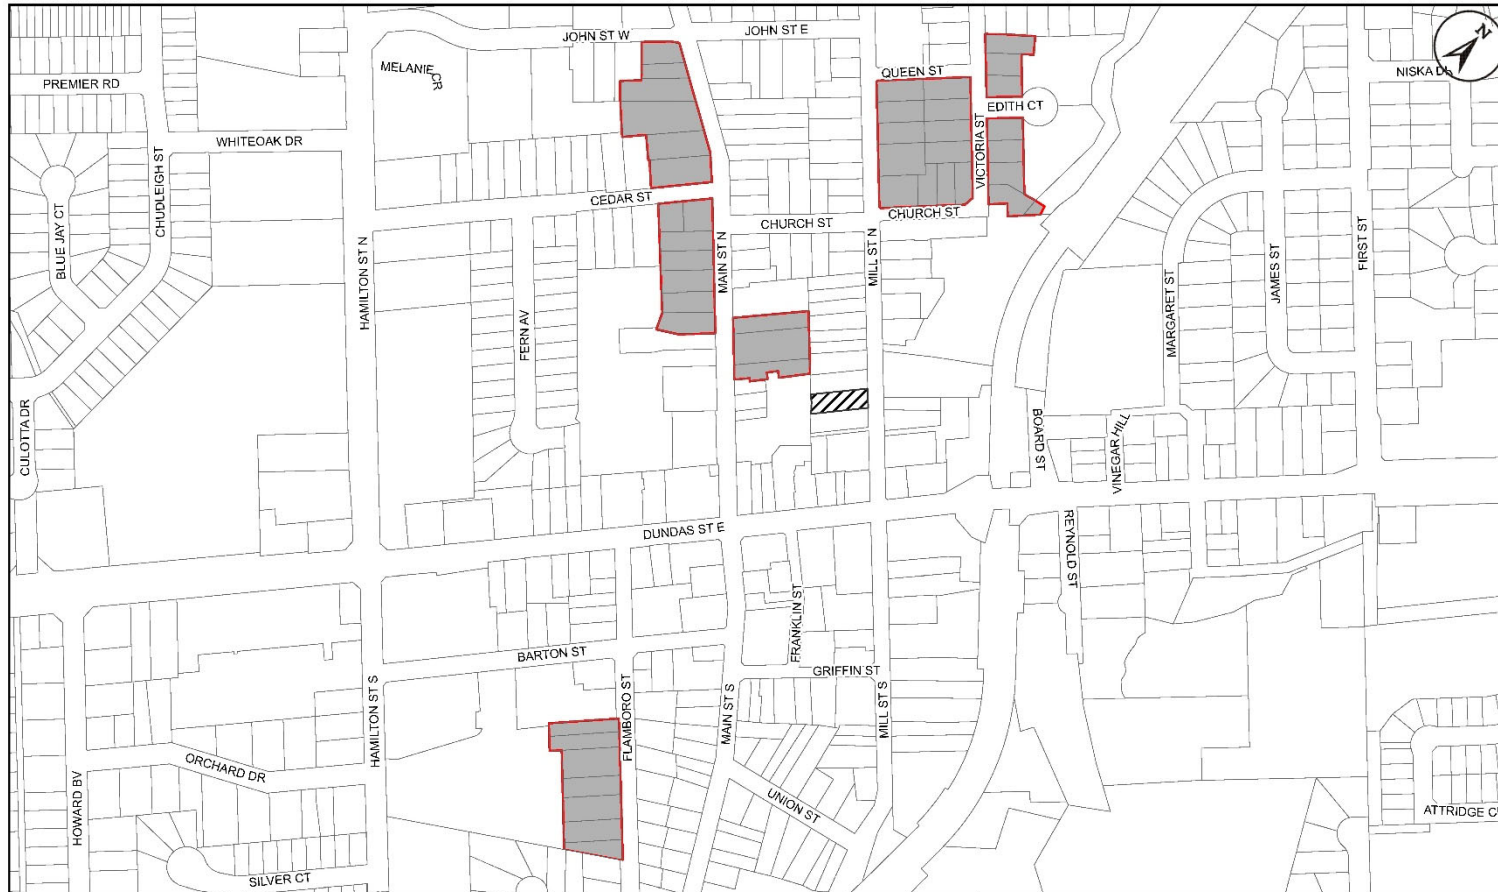 JOHN ST W
JOHN ST E
N
MELANIE CR
QUEEN ST
NISKA DR
PREMIER RD
EDITH CT
WHITEOAK DR
VICTORIA ST
CHUDLEIGH ST
CEDAR ST
CHURCH ST
CHURCH ST
BLUE JAY CT
HAMILTON ST N
MAIN ST N
MILL ST N
FIRST ST
JAMES ST
MARGARET ST
FERN AV
CULOTTA DR
BOARD ST
VINEGAR HILL
DUNDAS ST E
REYNOLD ST
FRANKLIN ST
BARTON ST
GRIFFIN ST
HAMILTON ST S
FLAMBORO ST
MAIN ST S
MILL ST S
ORCHARD DR
HOWARD BV
UNION ST
ATTRIDGE C
SILVER CT